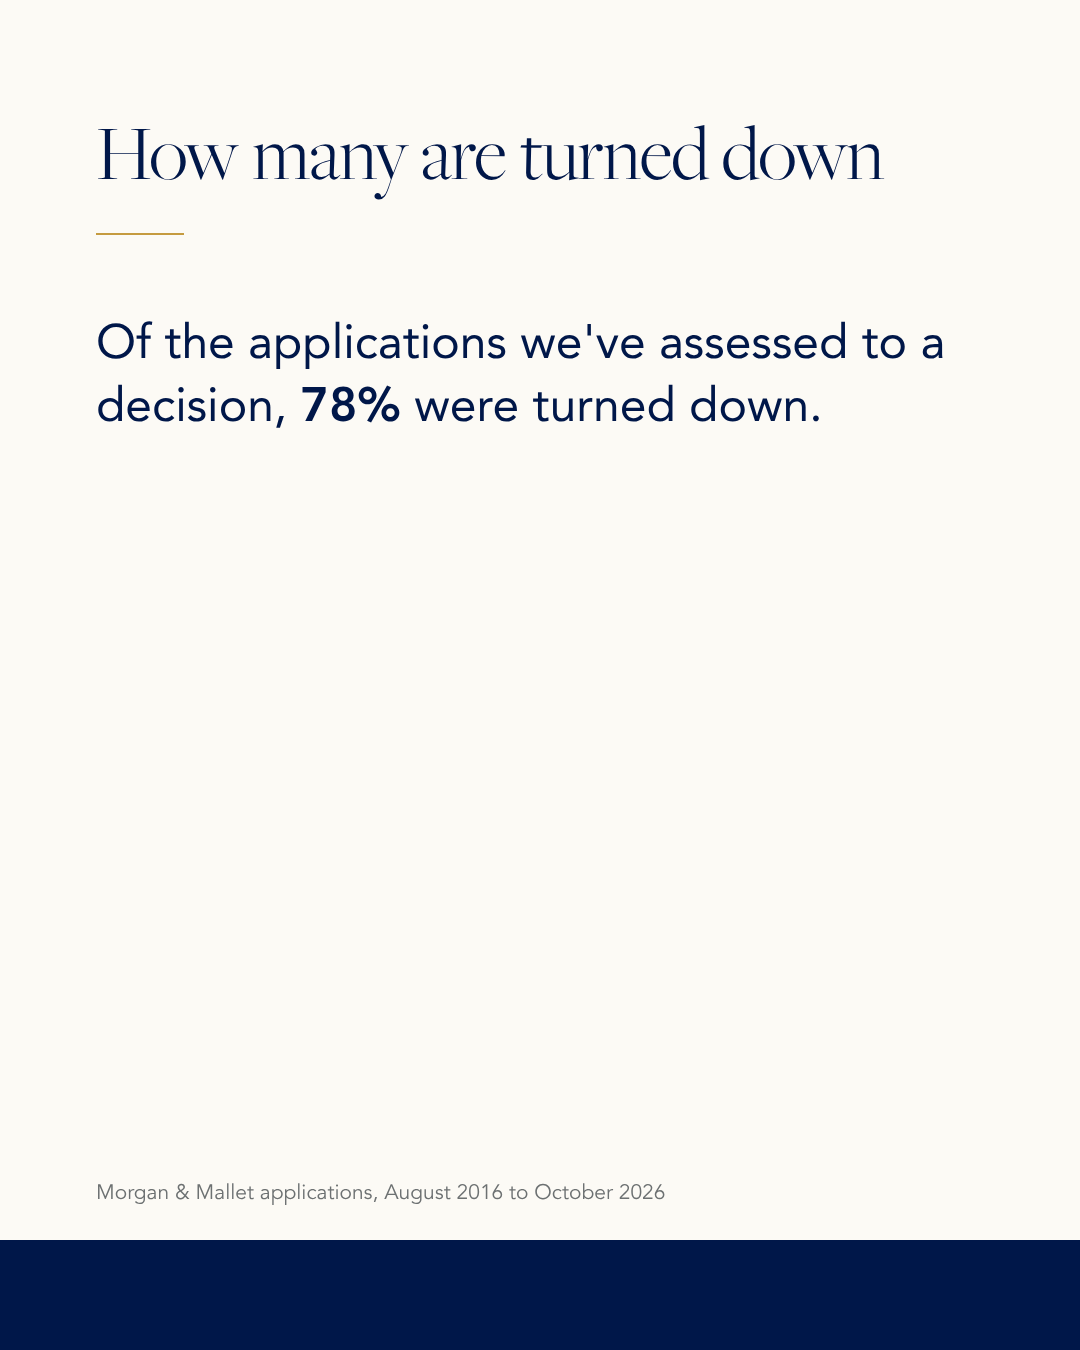 How many are turned down
Of the applications we've assessed to a
decision, 78% were turned down.
Morgan & Mallet applications, August 2016 to October 2026